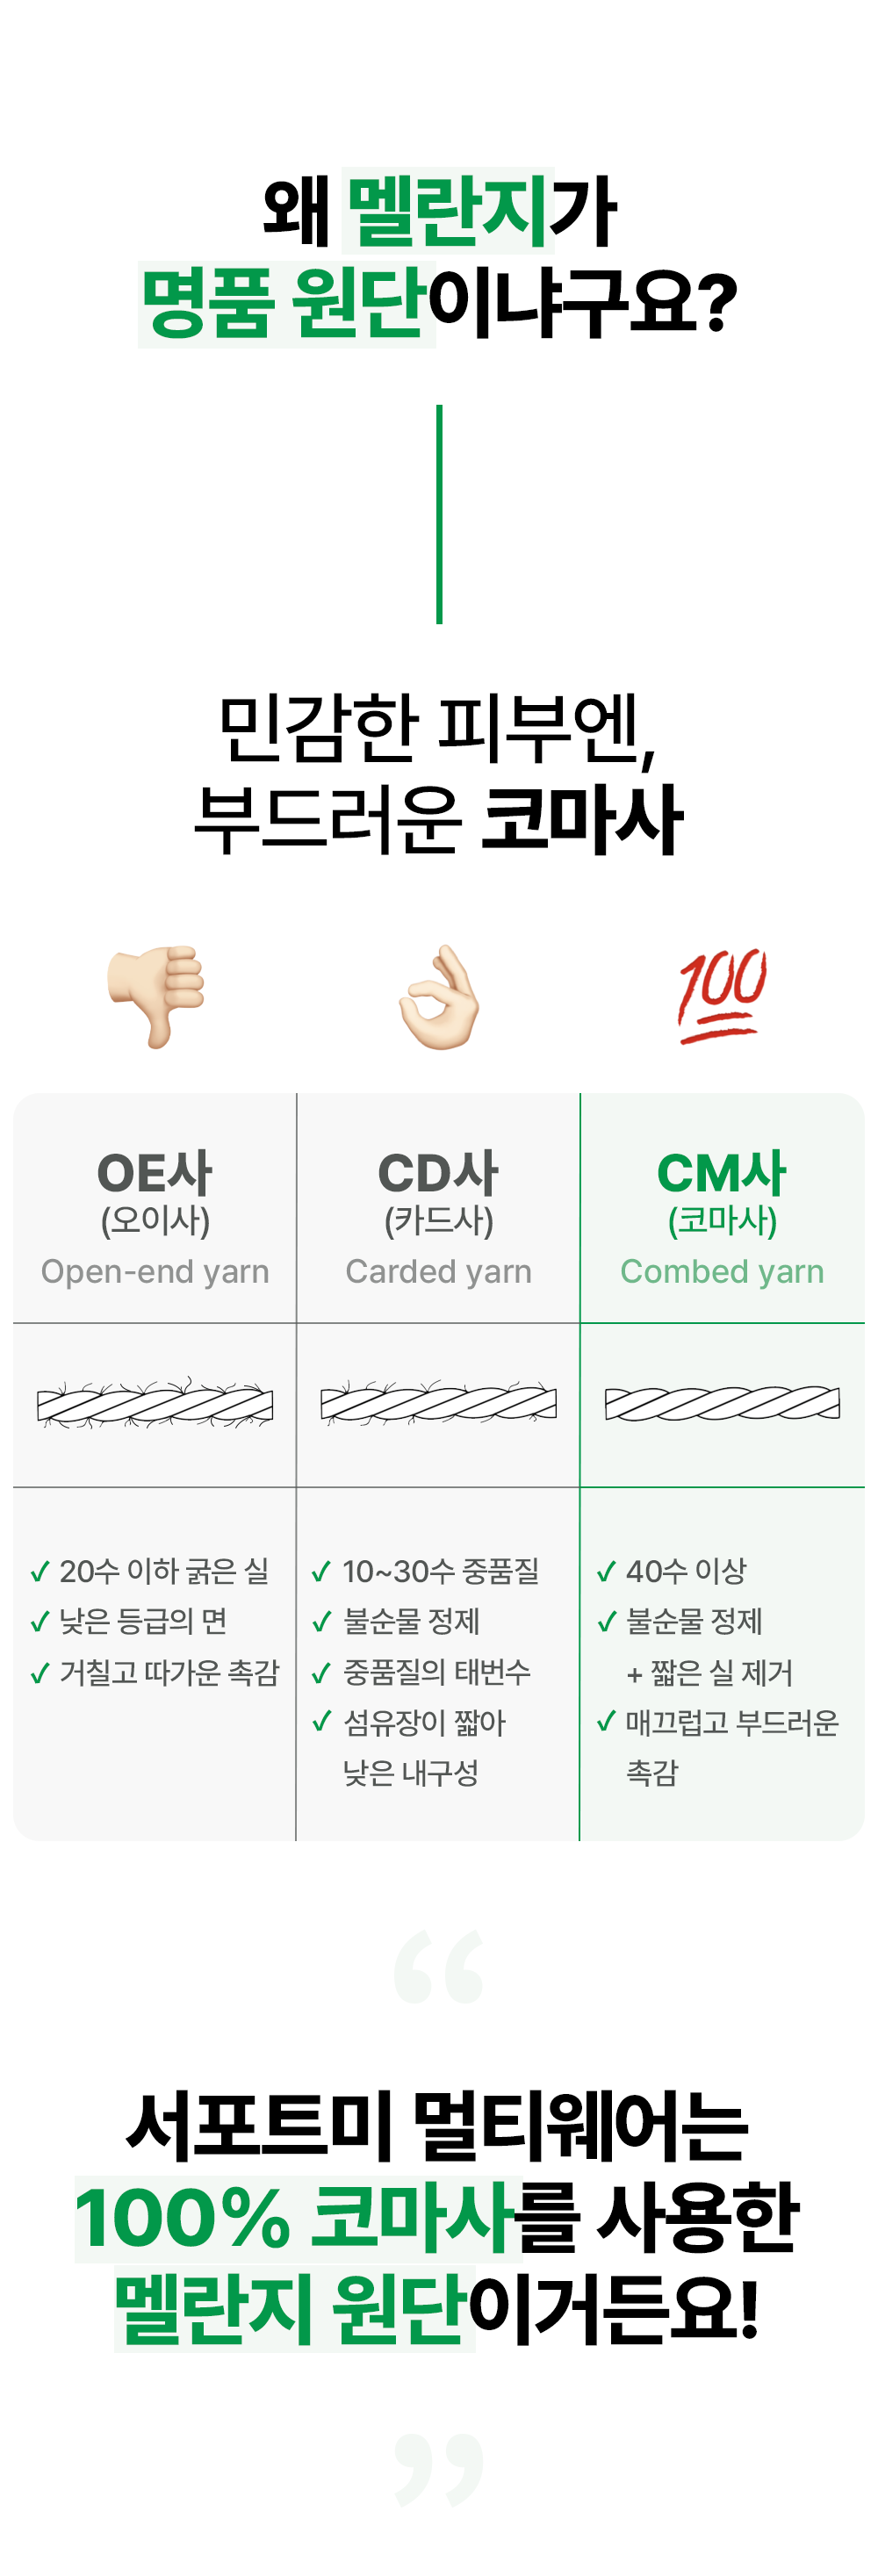 왜 멜란지가
명품 원단이냐구요?
민감한 피부엔,
부드러운 코마사
100
OE사
(오이사)
Open-end yarn
CD사
(카드사)
Carded yarn
CM사
(코마사)
Combed yarn
✓ 20수 이하 굵은 실
✓ 낮은 등급의 면
✓ 거칠고 따가운 촉감
✓ 10~30수 중품질
✓ 불순물 정제
✓ 중품질의 태번수
✓ 섬유장이 짧아
낮은 내구성
✓ 40수 이상
✓ 불순물 정제
+ 짧은 실 제거
✓ 매끄럽고 부드러운
촉감
“
서포트미 멀티웨어는
100% 코마사를 사용한
멜란지 원단이거든요!
”